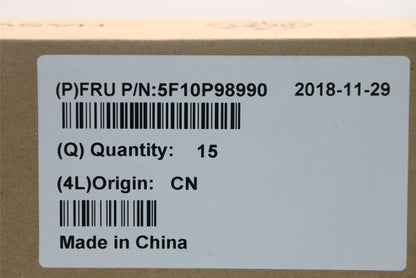 (P)FRU P/N:5F10P98990 2018-11-29
(Q) Quantity: 15
(4L)Origin: CN
Made in China